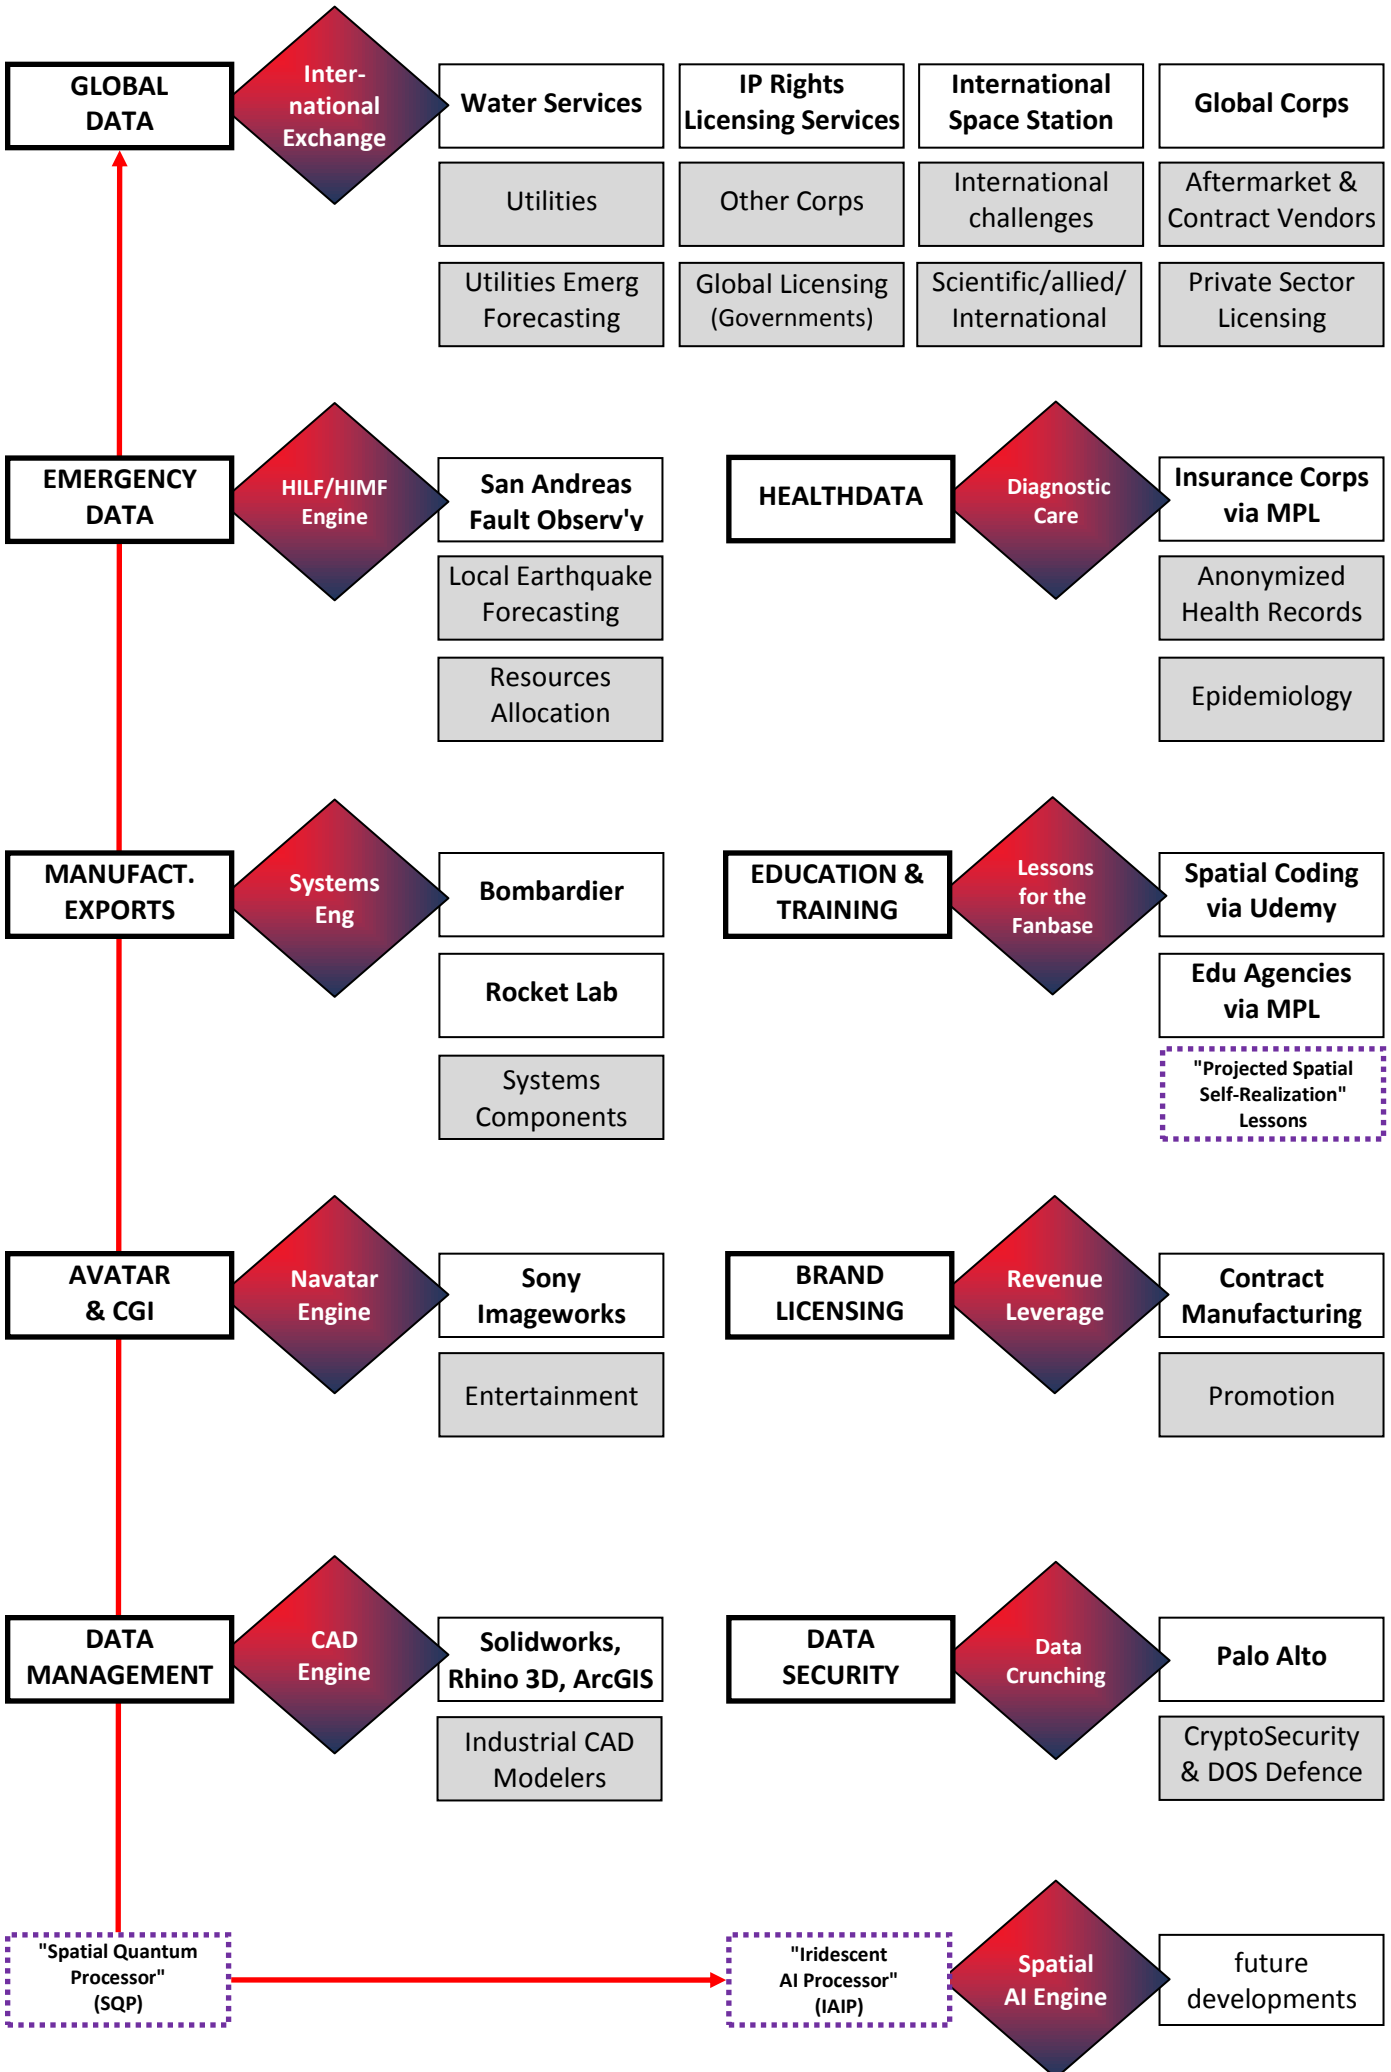 GLOBAL
DATA
Inter-
national
Exchange
Water Services
IP Rights
Licensing Services
International
Space Station
Global Corps
Utilities
Other Corps
International
challenges
Aftermarket &
Contract Vendors
Utilities Emerg
Forecasting
Global Licensing
(Governments)
Scientific/allied/
International
Private Sector
Licensing
EMERGENCY
DATA
HILF/HIMF
Engine
San Andreas
Fault Observ'y
Local Earthquake
Forecasting
Resources
Allocation
HEALTHDATA
Diagnostic
Care
Insurance Corps
via MPL
Anonymized
Health Records
Epidemiology
MANUFACT.
EXPORTS
Systems
Eng
Bombardier
Rocket Lab
Systems
Components
EDUCATION &
TRAINING
Lessons
for the
Fanbase
Spatial Coding
via Udemy
Edu Agencies
via MPL
"Projected Spatial
Self-Realization"
Lessons
AVATAR
& CGI
Navatar
Engine
Sony
Imageworks
Entertainment
BRAND
LICENSING
Revenue
Leverage
Contract
Manufacturing
Promotion
DATA
MANAGEMENT
CAD
Engine
Solidworks,
Rhino 3D, ArcGIS
Industrial CAD
Modelers
DATA
SECURITY
Data
Crunching
Palo Alto
CryptoSecurity
& DOS Defence
"Spatial Quantum
Processor"
(SQP)
"Iridescent
AI Processor"
(IAIP)
Spatial
AI Engine
future
developments